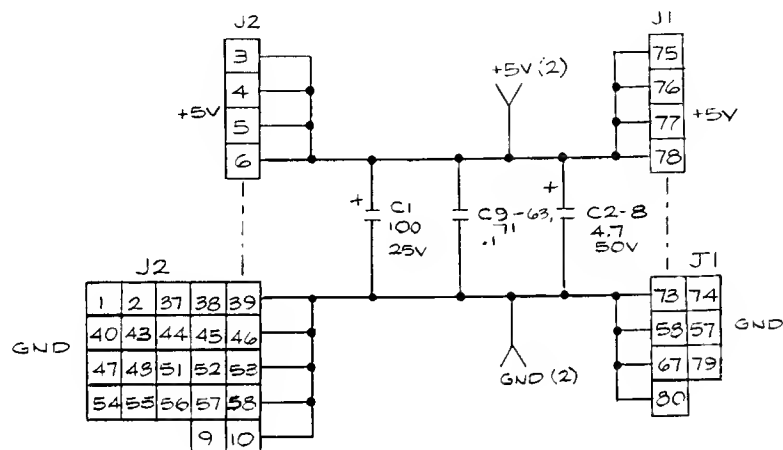 J2
J1
3
75
4
76
+5V (2)
+5V
5
77
+5V
6
78
+
C1
100
25V
C9-63,
71
.1
+
C2-8
4.7
50V
J2
J1
1 2 37 38 39
73 74
40 43 44 45 46
58 57
GND
GND
47 48 51 52 53
67 79
GND (2)
54 55 56 57 58
80
9 10